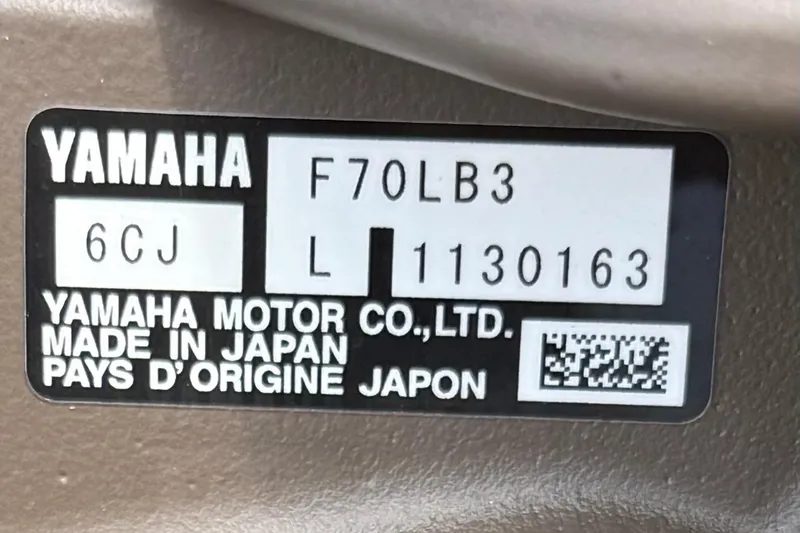 YAMAHA
F70LB3
6CJ
L 1130163
YAMAHA MOTOR CO.,LTD.
MADE IN JAPAN
PAYS D'ORIGINE JAPON